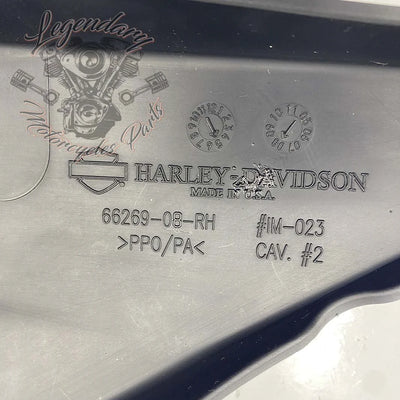 Legendary
Motorcycles Parts
HARLEY-DAVIDSON
MADE IN U.S.A.
66269-08-RH #IM-023
>PPO/PA< CAV. #2